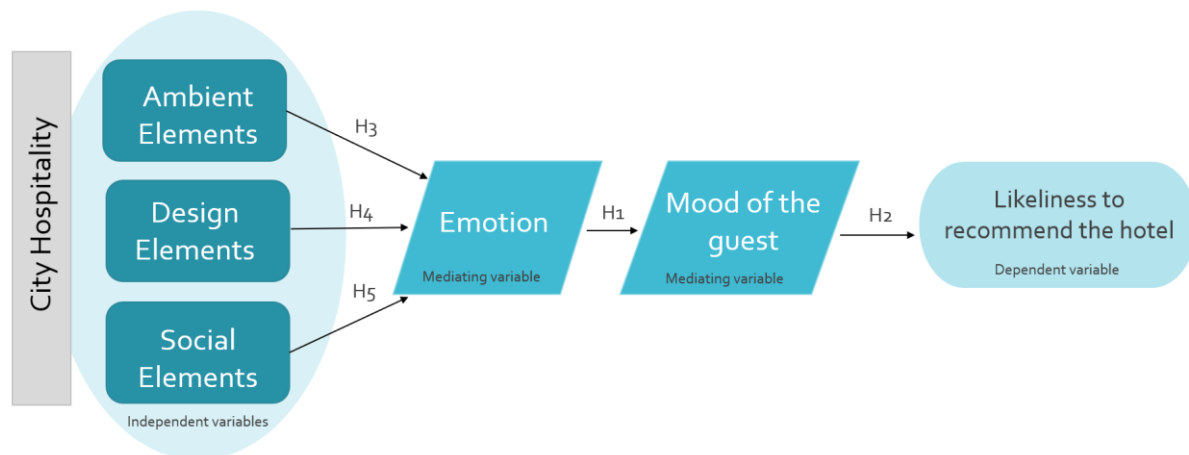 City Hospitality
Ambient
Elements
Design
Elements
Social
Elements
Independent variables
H3
H4
H5
Emotion
Mediating variable
H1
Mood of the
guest
Mediating variable
H2
Likeliness to
recommend the hotel
Dependent variable